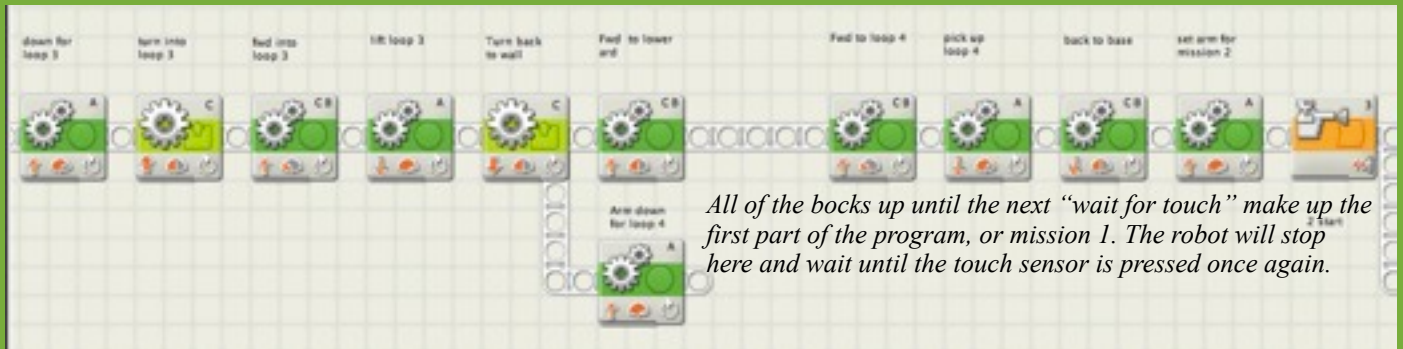 down for
loop 3
turn into
loop 3
fwd into
loop 3
lift loop 3
Turn back
to wall
Fwd to lower
ard
Fwd to loop 4
pick up
loop 4
back to base
set arm for
mission 2
A
C
C B
A
C
C B
C B
A
C B
A
3
Arm down
for loop 4
A
2 start
All of the bocks up until the next “wait for touch” make up the
first part of the program, or mission 1. The robot will stop
here and wait until the touch sensor is pressed once again.